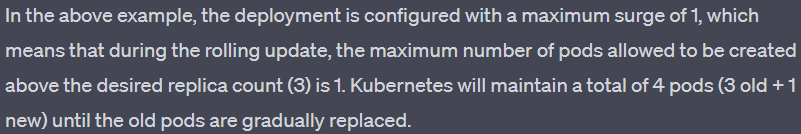 In the above example, the deployment is configured with a maximum surge of 1, which
means that during the rolling update, the maximum number of pods allowed to be created
above the desired replica count (3) is 1. Kubernetes will maintain a total of 4 pods (3 old + 1
new) until the old pods are gradually replaced.